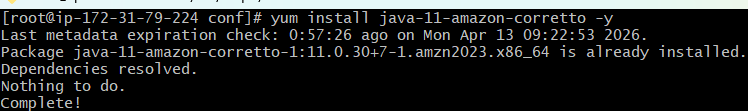 [root@ip-172-31-79-224 conf]# yum install java-11-amazon-corretto -y
Last metadata expiration check: 0:57:26 ago on Mon Apr 13 09:22:53 2026.
Package java-11-amazon-corretto-1:11.0.30+7-1.amzn2023.x86_64 is already installed.
Dependencies resolved.
Nothing to do.
Complete!